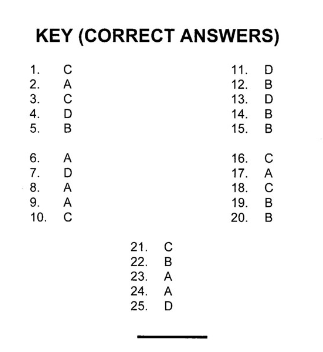 KEY (CORRECT ANSWERS)
1. C
2. A
3. C
4. D
5. B
6. A
7. D
8. A
9. A
10. C
11. D
12. B
13. D
14. B
15. B
16. C
17. A
18. C
19. B
20. B
21. C
22. B
23. A
24. A
25. D